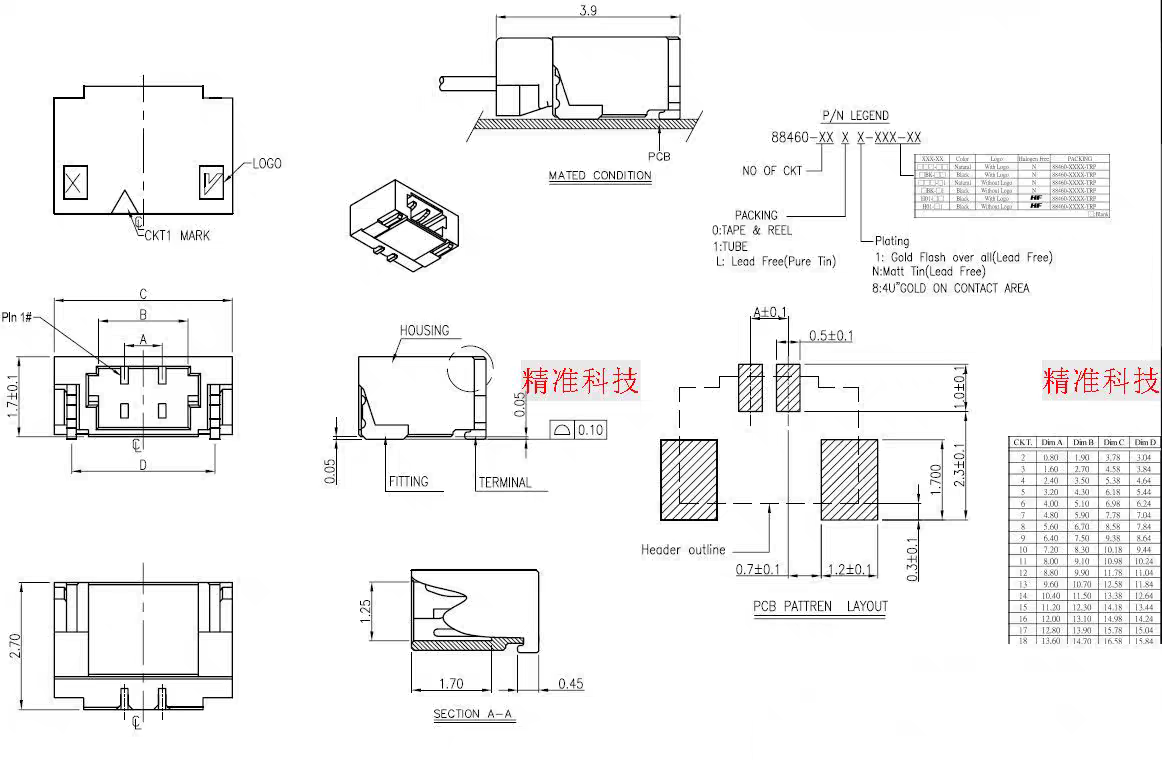 3.9
PCB
MATED CONDITION
LOGO
CKT1 MARK
P/N LEGEND
88460-XX X X-XXX-XX
NO OF CKT
PACKING
0:TAPE & REEL
1:TUBE
L: Lead Free(Pure Tin)
Plating
1: Gold Flash over all(Lead Free)
N:Matt Tin(Lead Free)
8:4U"GOLD ON CONTACT AREA
XXX-XX Color Logo Halogen Free PACKING
Natural With Logo N 88460-XXXX-TRP
Black With Logo N 88460-XXXX-TRP
Natural Without Logo N 88460-XXXX-TRP
Black Without Logo N 88460-XXXX-TRP
Black With Logo HF 88460-XXXX-TRP
Black Without Logo HF 88460-XXXX-TRP
□:Blank
C
B
A
PIn 1#
1.7±0.1
D
HOUSING
0.05
0.05
0.10
FITTING
TERMINAL
精准科技
精准科技
A±0.1
0.5±0.1
1.0±0.1
2.3±0.1
1.700
0.3±0.1
Header outline
0.7±0.1
1.2±0.1
PCB PATTREN LAYOUT
CKT. Dim A Dim B Dim C Dim D
2 0.80 1.90 3.78 3.04
3 1.60 2.70 4.58 3.84
4 2.40 3.50 5.38 4.64
5 3.20 4.30 6.18 5.44
6 4.00 5.10 6.98 6.24
7 4.80 5.90 7.78 7.04
8 5.60 6.70 8.58 7.84
9 6.40 7.50 9.38 8.64
10 7.20 8.30 10.18 9.44
11 8.00 9.10 10.98 10.24
12 8.80 9.90 11.78 11.04
13 9.60 10.70 12.58 11.84
14 10.40 11.50 13.38 12.64
15 11.20 12.30 14.18 13.44
16 12.00 13.10 14.98 14.24
17 12.80 13.90 15.78 15.04
18 13.60 14.70 16.58 15.84
2.70
1.25
1.70
0.45
SECTION A-A